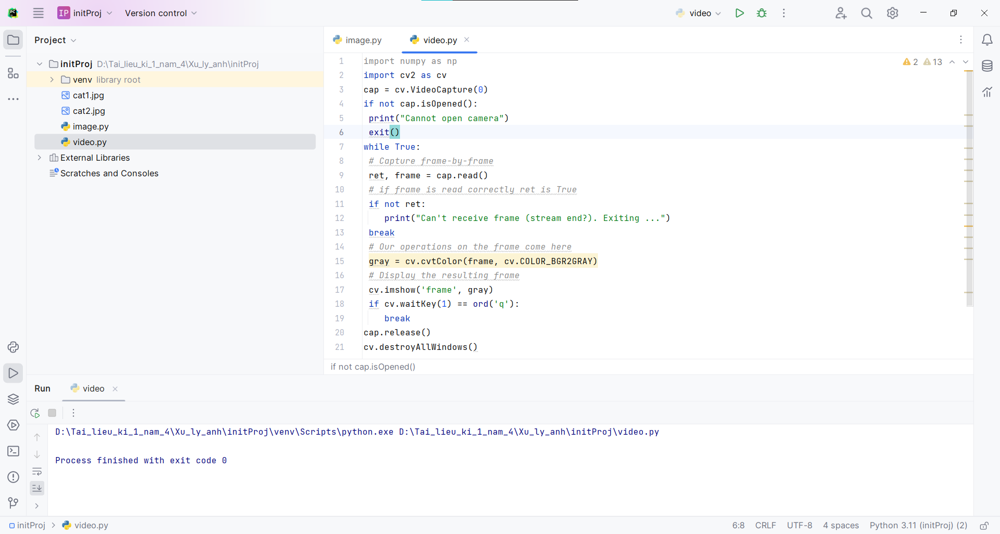 IP initProj Version control video
Project
image.py
video.py
initProj D:\Tai_lieu_ki_1_nam_4\Xu_ly_anh\initProj
venv library root
cat1.jpg
cat2.jpg
image.py
video.py
External Libraries
Scratches and Consoles
2 13
1 import numpy as np
2 import cv2 as cv
3 cap = cv.VideoCapture(0)
4 if not cap.isOpened():
5 print("Cannot open camera")
6 exit()
7 while True:
8 # Capture frame-by-frame
9 ret, frame = cap.read()
10 # if frame is read correctly ret is True
11 if not ret:
12 print("Can't receive frame (stream end?). Exiting ...")
13 break
14 # Our operations on the frame come here
15 gray = cv.cvtColor(frame, cv.COLOR_BGR2GRAY)
16 # Display the resulting frame
17 cv.imshow('frame', gray)
18 if cv.waitKey(1) == ord('q'):
19 break
20 cap.release()
21 cv.destroyAllWindows()
if not cap.isOpened()
Run video
D:\Tai_lieu_ki_1_nam_4\Xu_ly_anh\initProj\venv\Scripts\python.exe D:\Tai_lieu_ki_1_nam_4\Xu_ly_anh\initProj\video.py
Process finished with exit code 0
initProj video.py 6:8 CRLF UTF-8 4 spaces Python 3.11 (initProj) (2)